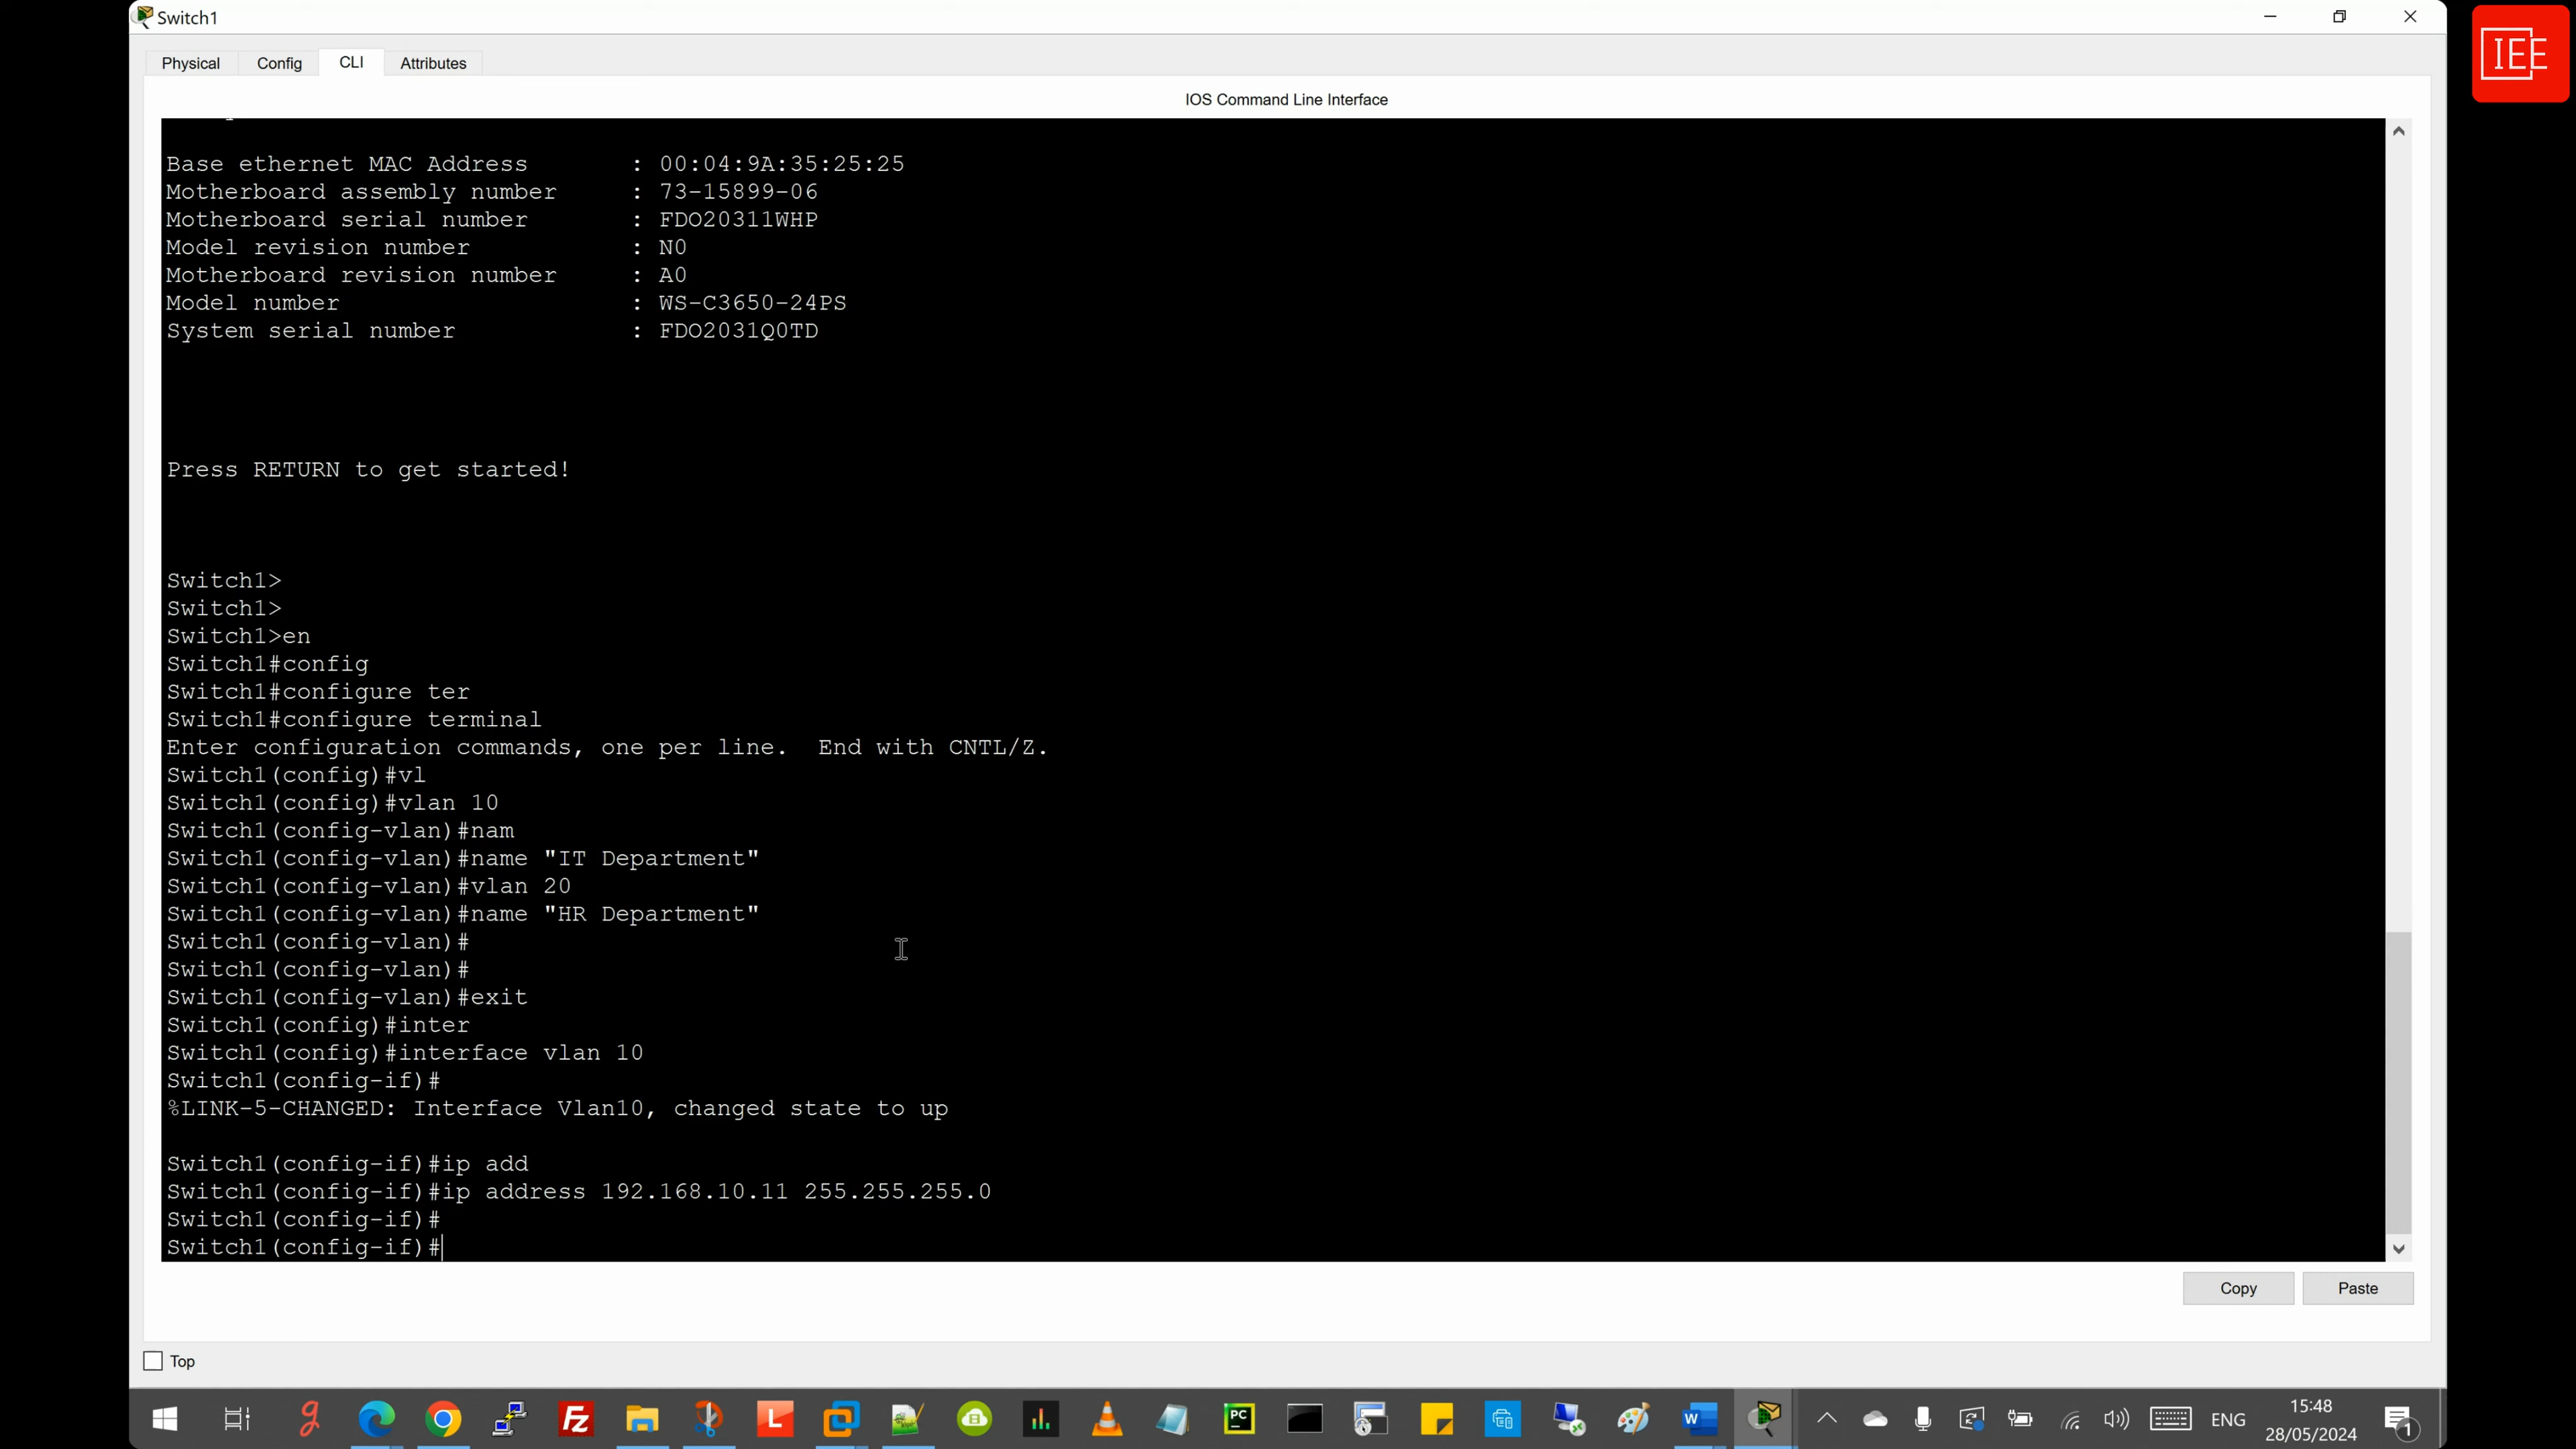 Switch1
IEE
Physical Config CLI Attributes
IOS Command Line Interface
Base ethernet MAC Address : 00:04:9A:35:25:25
Motherboard assembly number : 73-15899-06
Motherboard serial number : FDO20311WHP
Model revision number : N0
Motherboard revision number : A0
Model number : WS-C3650-24PS
System serial number : FDO2031Q0TD
Press RETURN to get started!
Switch1>
Switch1>
Switch1>en
Switch1#config
Switch1#configure ter
Switch1#configure terminal
Enter configuration commands, one per line.  End with CNTL/Z.
Switch1(config)#vl
Switch1(config)#vlan 10
Switch1(config-vlan)#nam
Switch1(config-vlan)#name "IT Department"
Switch1(config-vlan)#vlan 20
Switch1(config-vlan)#name "HR Department"
Switch1(config-vlan)#
Switch1(config-vlan)#
Switch1(config-vlan)#exit
Switch1(config)#inter
Switch1(config)#interface vlan 10
Switch1(config-if)#
%LINK-5-CHANGED: Interface Vlan10, changed state to up
Switch1(config-if)#ip add
Switch1(config-if)#ip address 192.168.10.11 255.255.255.0
Switch1(config-if)#
Switch1(config-if)#
Copy Paste
Top
ENG
15:48
28/05/2024
1